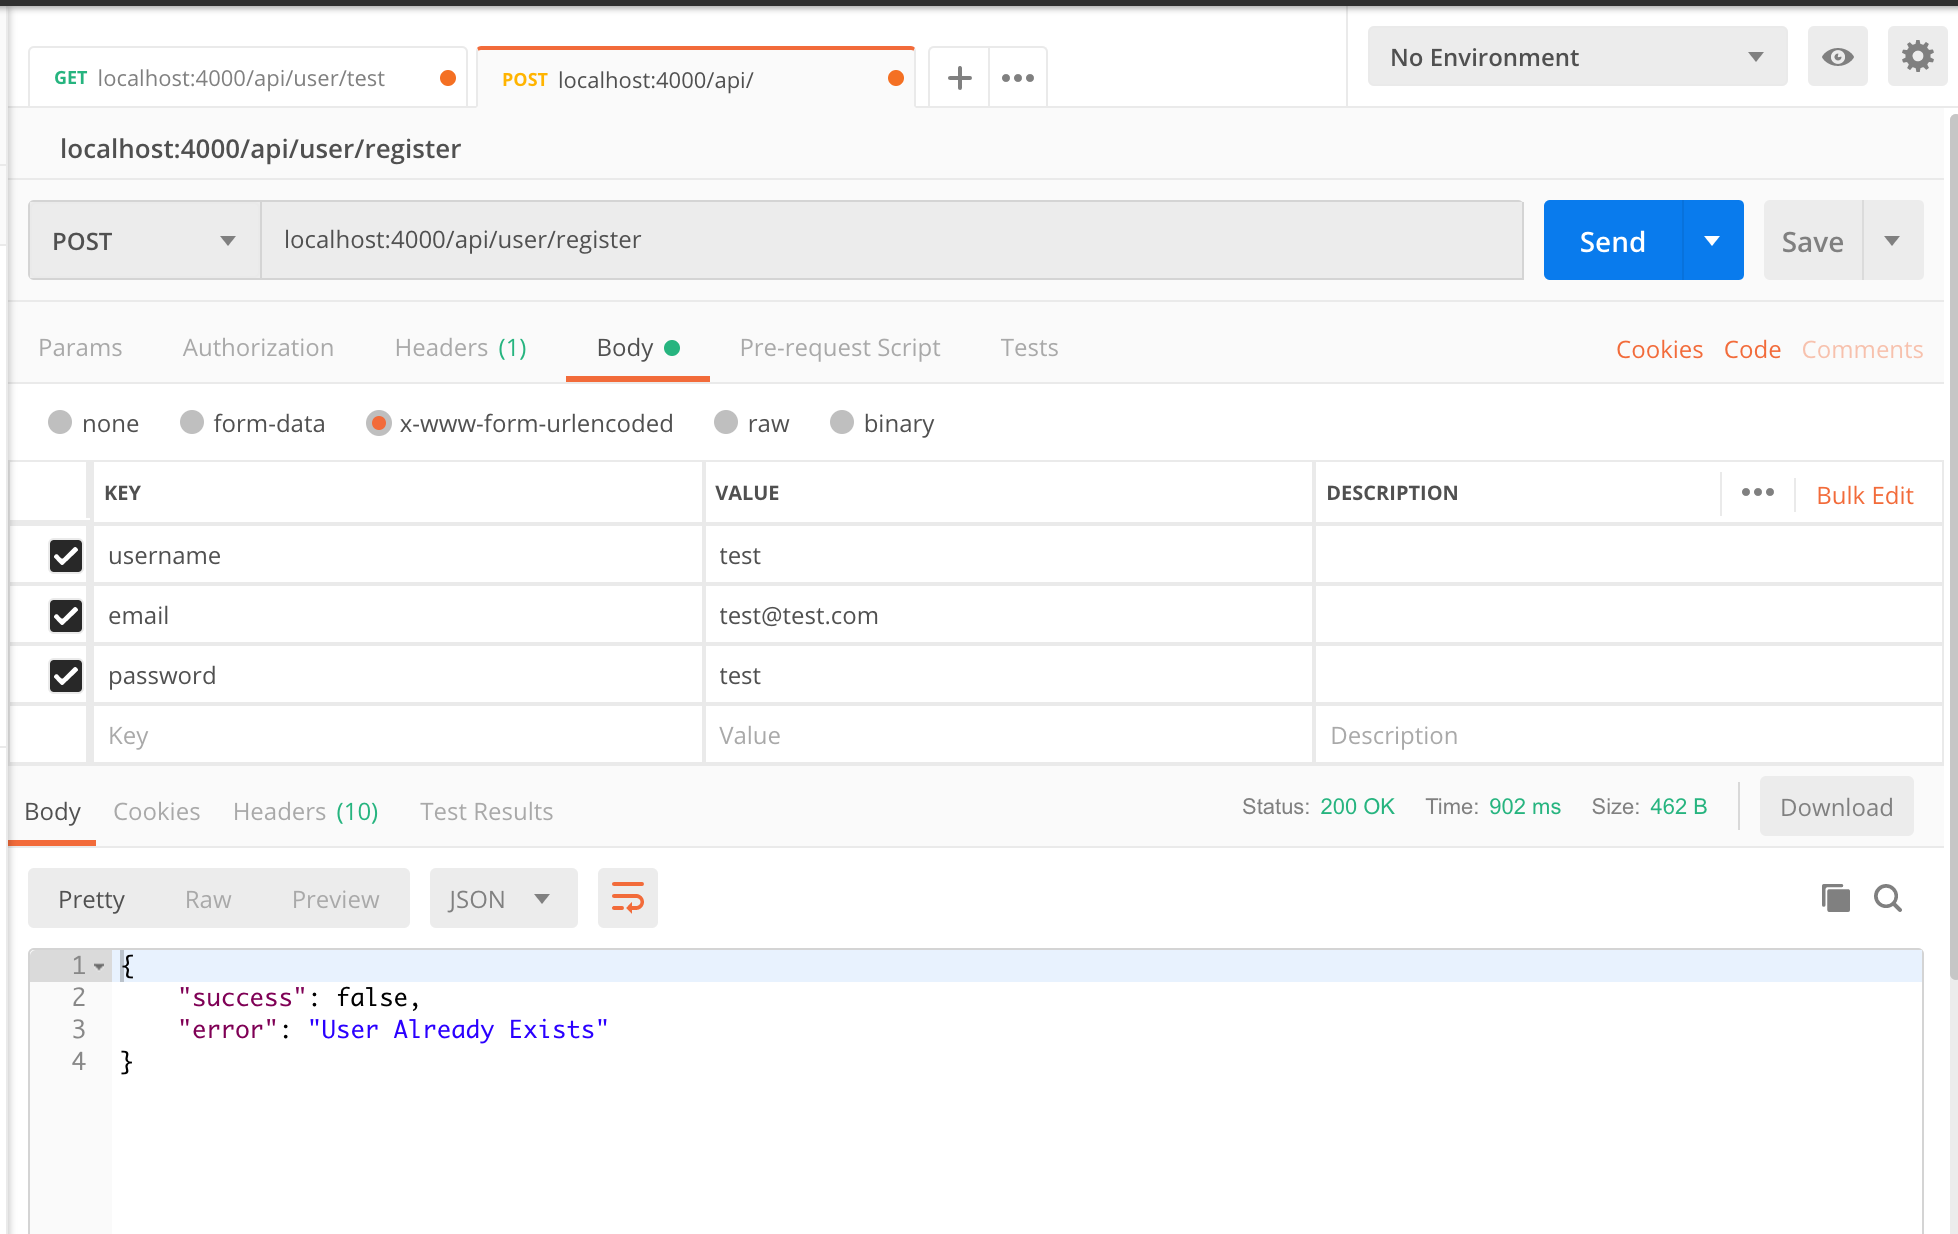 GET localhost:4000/api/user/test
POST localhost:4000/api/
No Environment
localhost:4000/api/user/register
POST localhost:4000/api/user/register Send Save
Params Authorization Headers (1) Body Pre-request Script Tests Cookies Code Comments
none form-data x-www-form-urlencoded raw binary
KEY VALUE DESCRIPTION Bulk Edit
username test
email test@test.com
password test
Key Value Description
Body Cookies Headers (10) Test Results Status: 200 OK Time: 902 ms Size: 462 B Download
Pretty Raw Preview JSON
1 {
2 "success": false,
3 "error": "User Already Exists"
4 }